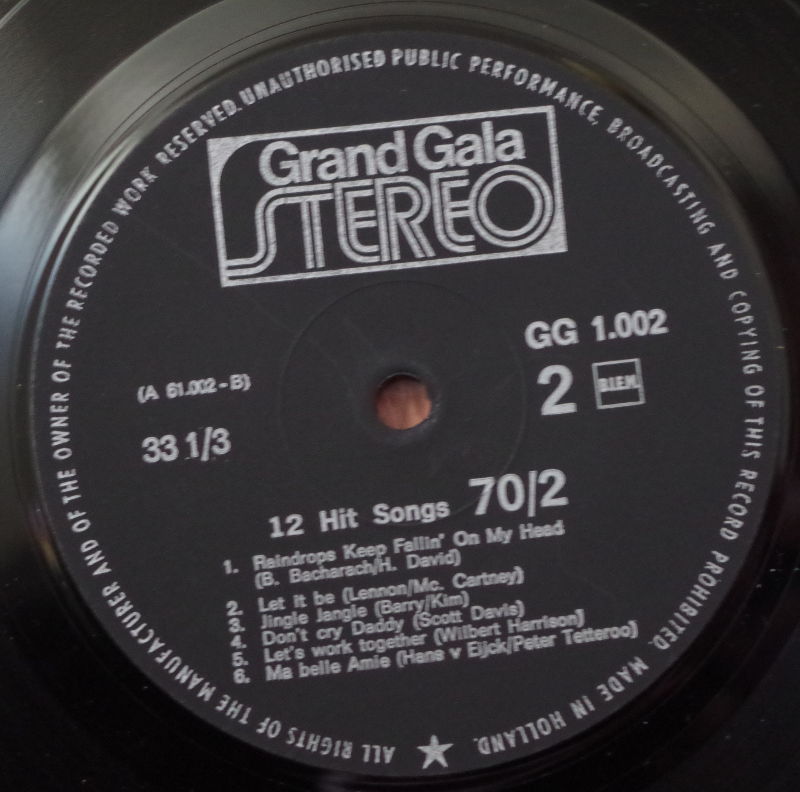 ALL RIGHTS OF THE MANUFACTURER AND OF THE OWNER OF THE RECORDED WORK RESERVED. UNAUTHORISED PUBLIC PERFORMANCE, BROADCASTING AND COPYING OF THIS RECORD PROHIBITED. MADE IN HOLLAND.
Grand Gala
STEREO
GG 1.002
(A 61.002-B)
2 B.I.E.M.
33 1/3
12 Hit Songs 70/2
1. Raindrops Keep Fallin' On My Head
(B. Bacharach/H. David)
2. Let it be (Lennon/Mc. Cartney)
3. Jingle Jangle (Barry/Kim)
4. Don't cry Daddy (Scott Davis)
5. Let's work together (Wilbert Harrison)
6. Ma belle Amie (Hans v Eijck/Peter Tetteroo)